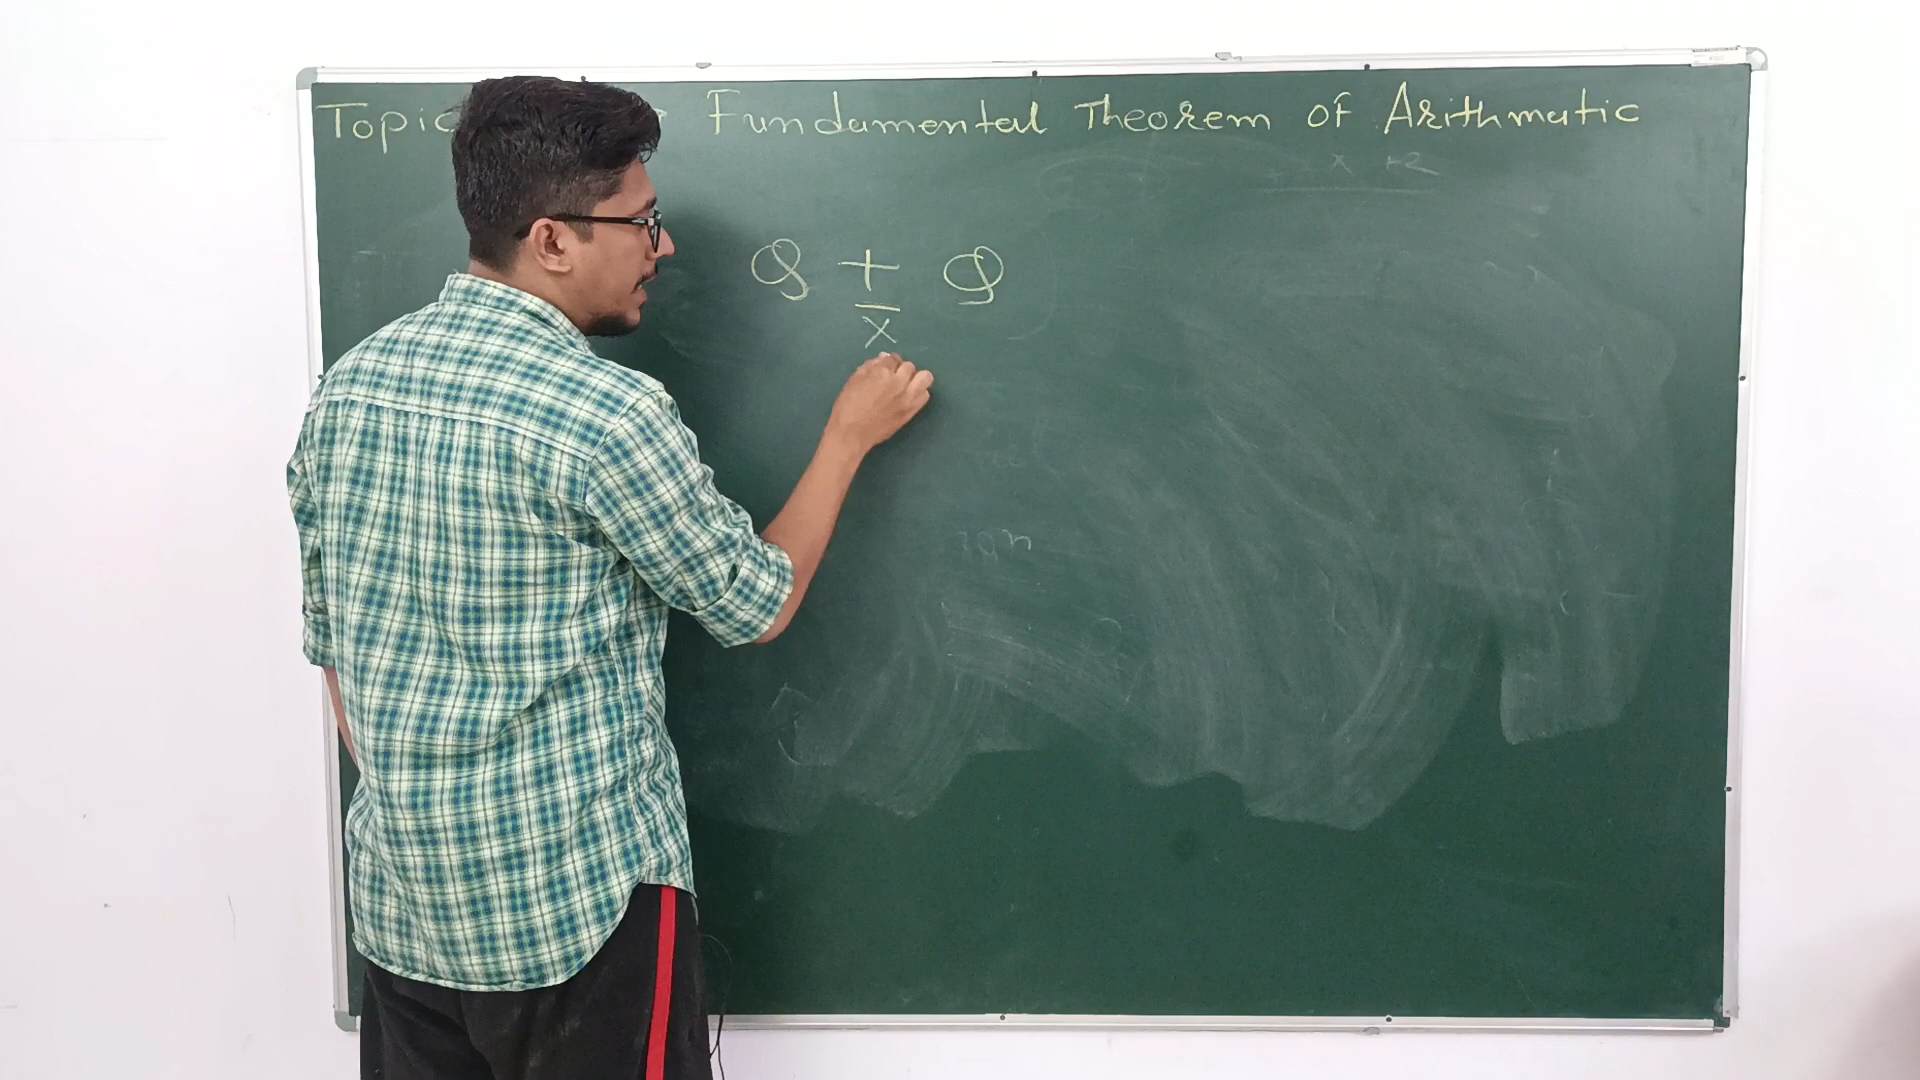 Topic Fundamental Theorem of Arithmatic
Q + Q
−
×